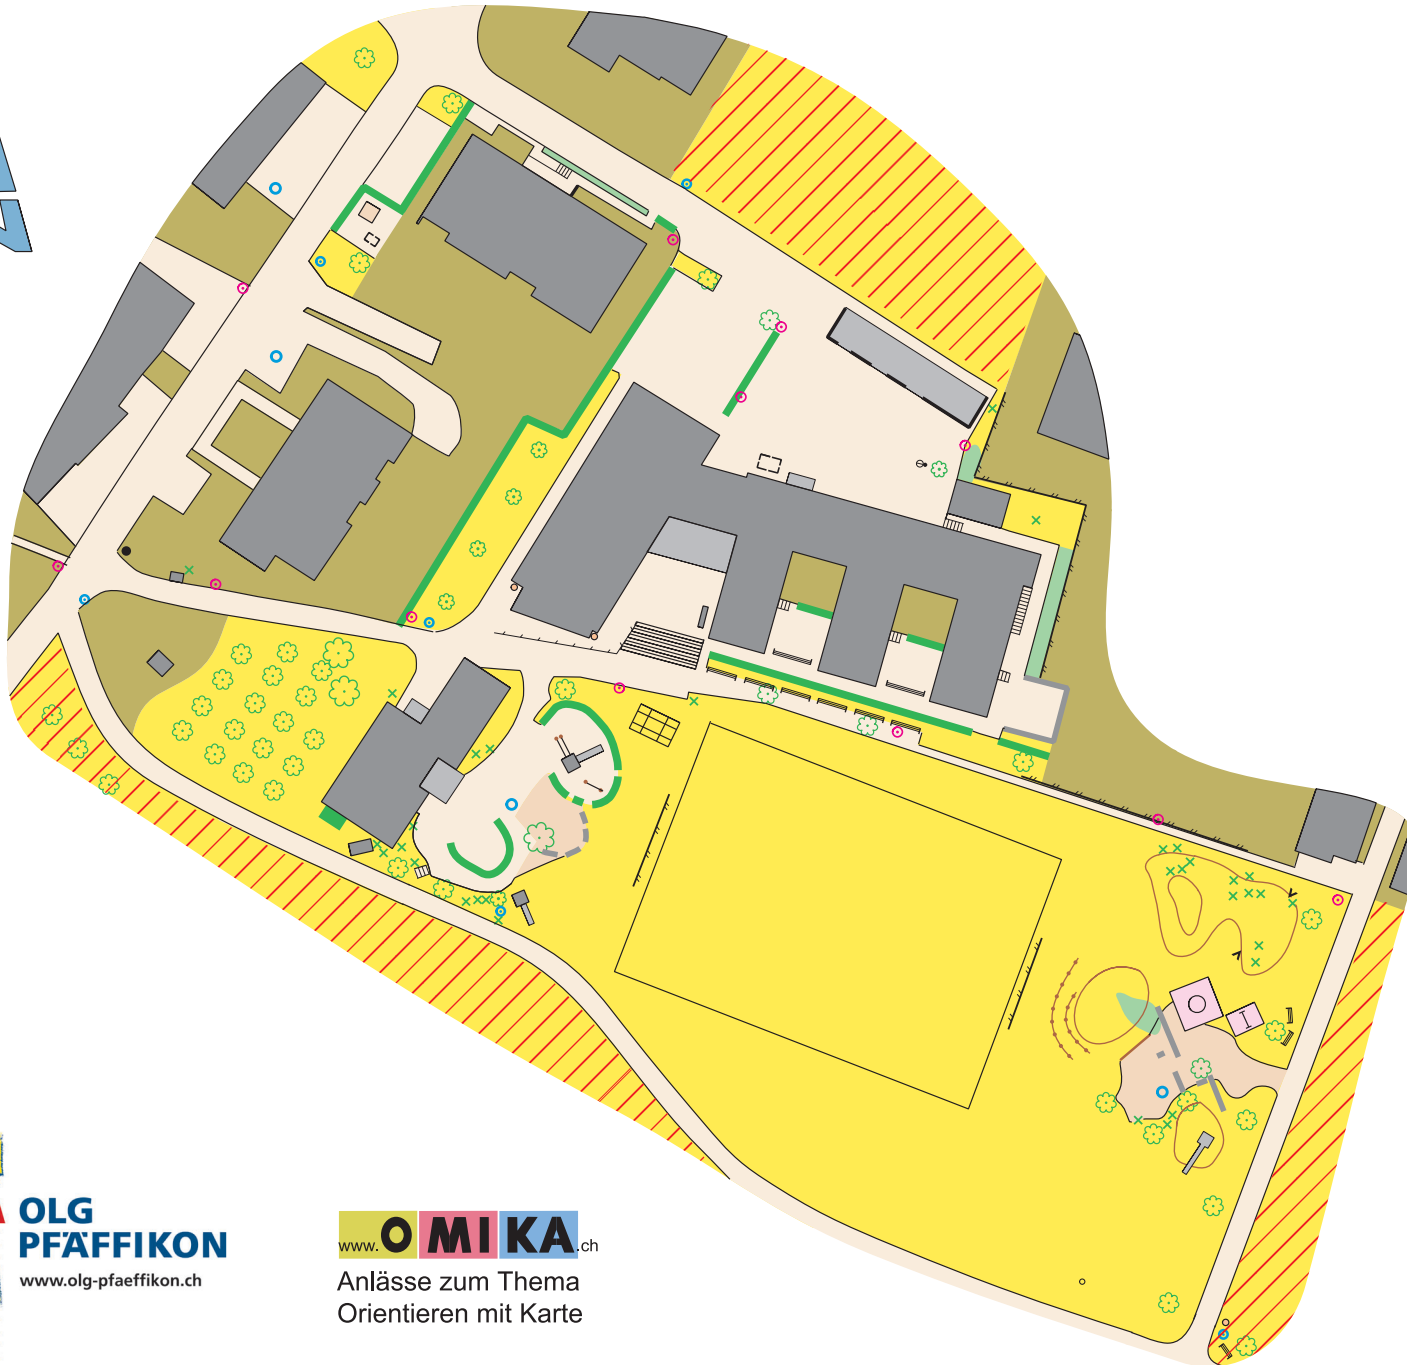 OLG
PFÄFFIKON
www.olg-pfaeffikon.ch
www.OMIKA.ch
Anlässe zum Thema
Orientieren mit Karte